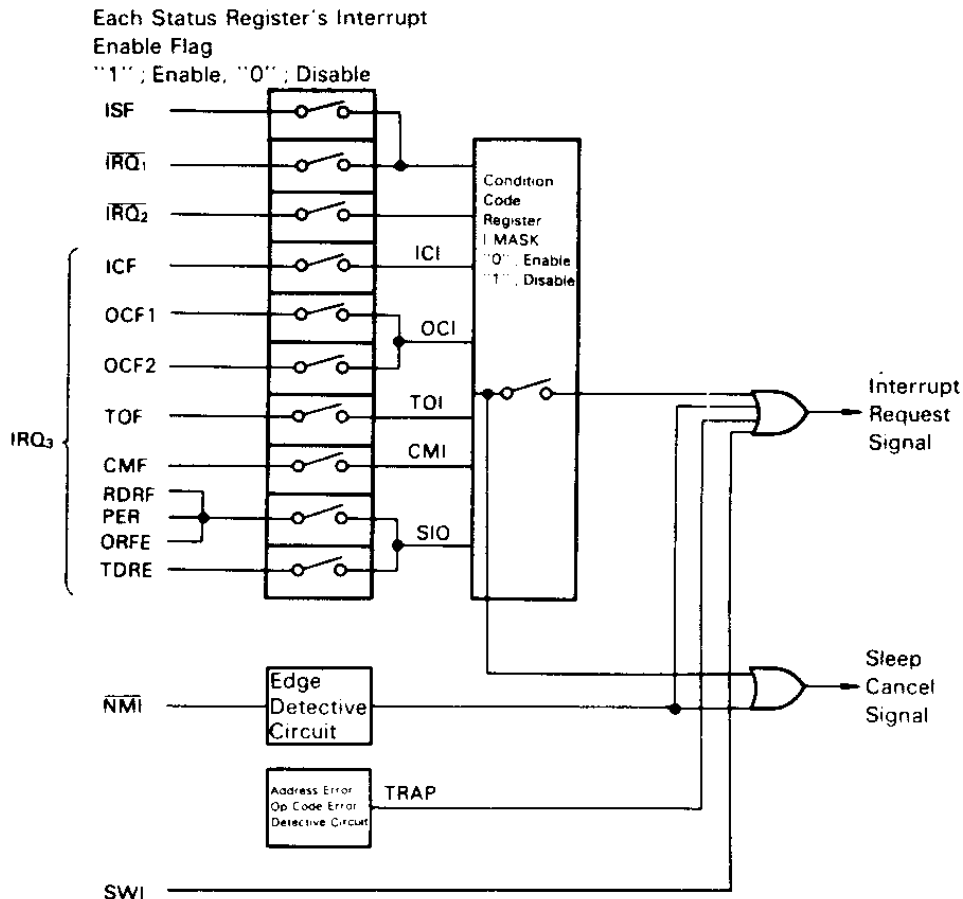 Each Status Register's Interrupt
Enable Flag
"1" ; Enable, "0" ; Disable
ISF
IRQ₁
IRQ₂
ICF
ICI
OCF1
OCI
OCF2
TOF
TOI
CMF
CMI
RDRF
PER
ORFE
SIO
TDRE
IRQ₃
Condition
Code
Register
I MASK
"0" ; Enable
"1" ; Disable
Interrupt
Request
Signal
Sleep
Cancel
Signal
NMI
Edge
Detective
Circuit
Address Error
Op Code Error
Detective Circuit
TRAP
SWI